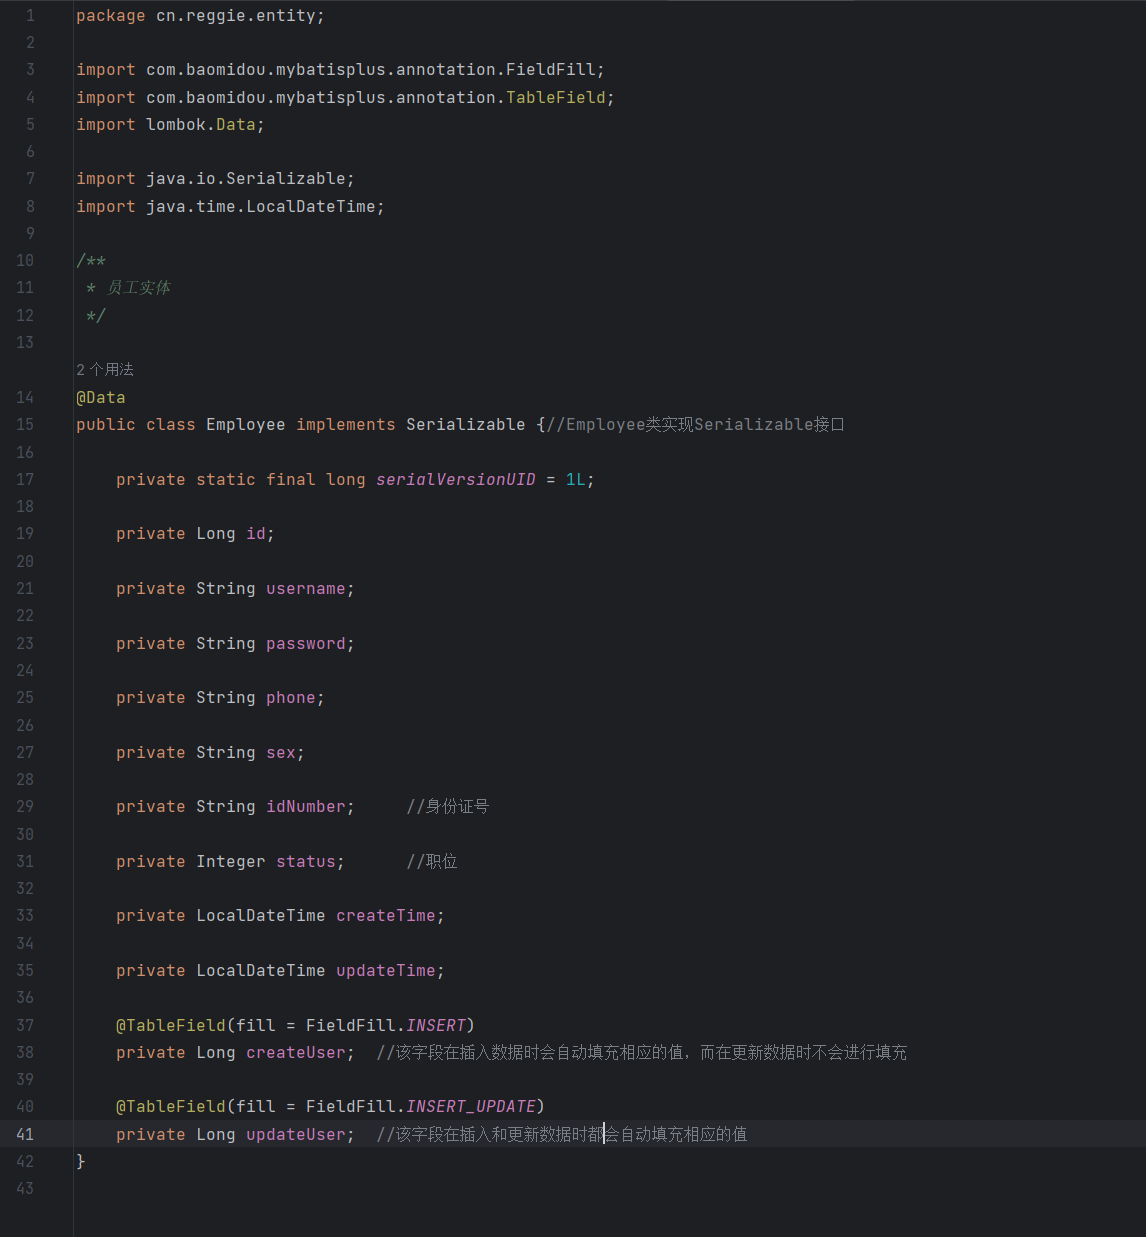 1 package cn.reggie.entity;
2
3 import com.baomidou.mybatisplus.annotation.FieldFill;
4 import com.baomidou.mybatisplus.annotation.TableField;
5 import lombok.Data;
6
7 import java.io.Serializable;
8 import java.time.LocalDateTime;
9
10 /**
11  * 员工实体
12  */
13
2 个用法
14 @Data
15 public class Employee implements Serializable {//Employee类实现Serializable接口
16
17     private static final long serialVersionUID = 1L;
18
19     private Long id;
20
21     private String username;
22
23     private String password;
24
25     private String phone;
26
27     private String sex;
28
29     private String idNumber;     //身份证号
30
31     private Integer status;      //职位
32
33     private LocalDateTime createTime;
34
35     private LocalDateTime updateTime;
36
37     @TableField(fill = FieldFill.INSERT)
38     private Long createUser;  //该字段在插入数据时会自动填充相应的值，而在更新数据时不会进行填充
39
40     @TableField(fill = FieldFill.INSERT_UPDATE)
41     private Long updateUser;  //该字段在插入和更新数据时都会自动填充相应的值
42 }
43